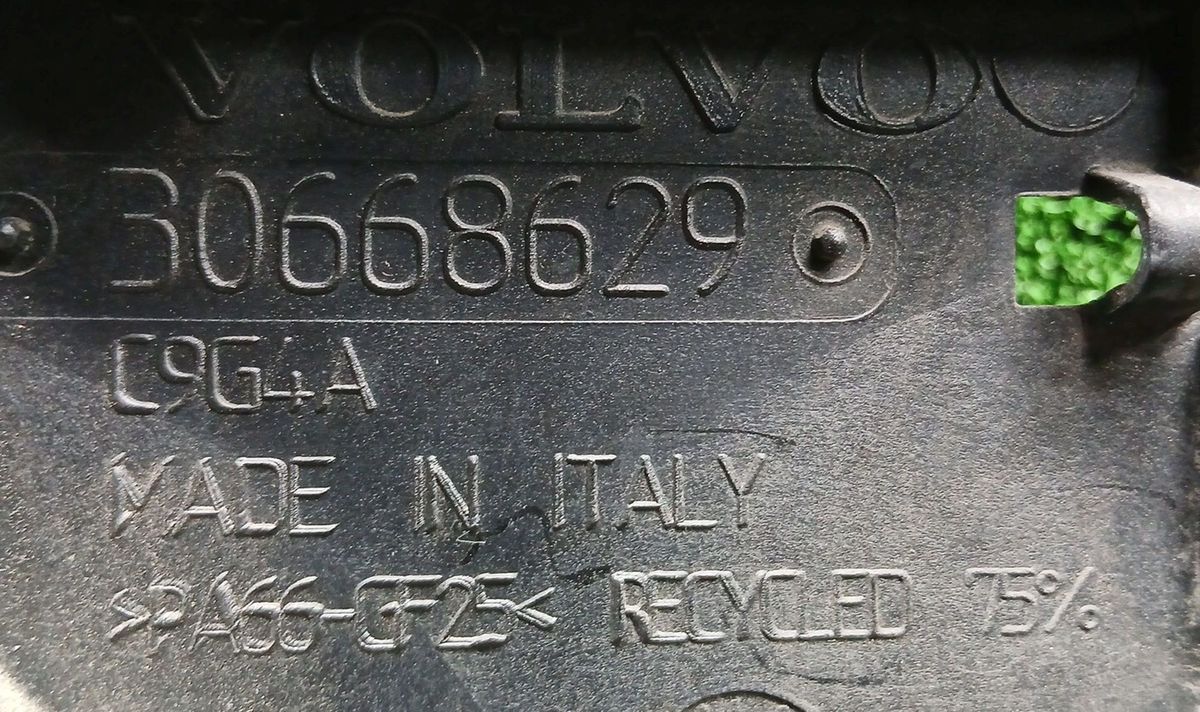 VOLVO
30668629
C9G4A
MADE IN ITALY
>PA66-GF25< RECYCLED 75%